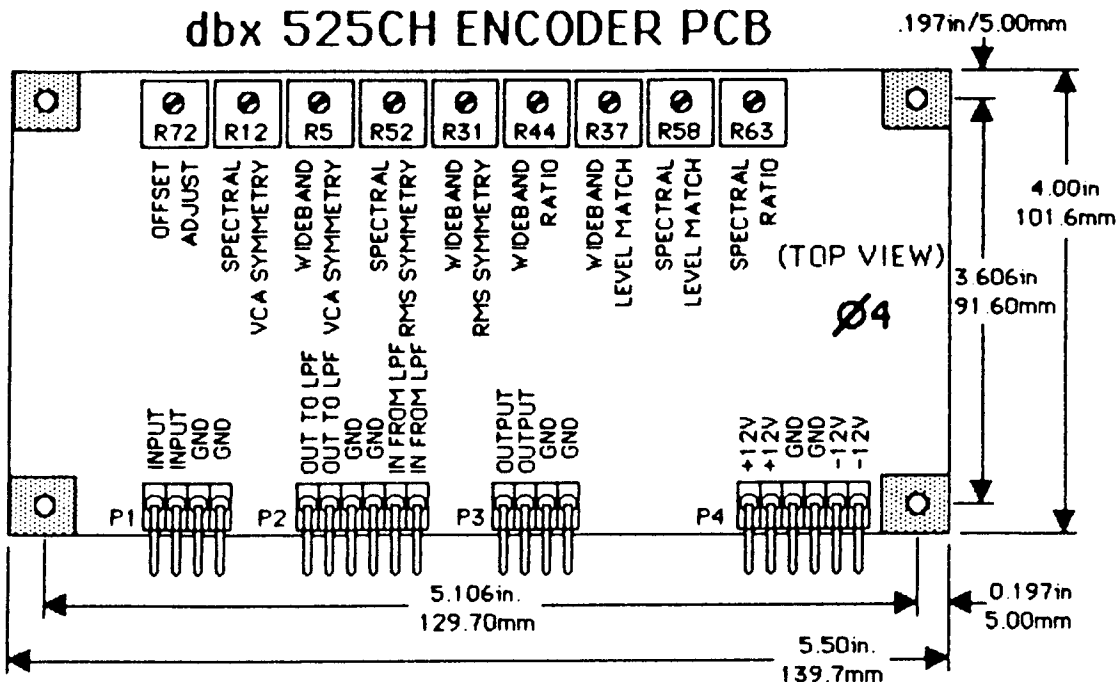 dbx 525CH ENCODER PCB
.197in/5.00mm
R72 R12 R5 R52 R31 R44 R37 R58 R63
OFFSET
ADJUST
SPECTRAL
VCA SYMMETRY
WIDEBAND
VCA SYMMETRY
SPECTRAL
RMS SYMMETRY
WIDEBAND
RMS SYMMETRY
WIDEBAND
RATIO
WIDEBAND
LEVEL MATCH
SPECTRAL
LEVEL MATCH
SPECTRAL
RATIO
4.00in
101.6mm
(TOP VIEW)
3.606in
91.60mm
Ø4
INPUT
INPUT
GND
GND
OUT TO LPF
OUT TO LPF
GND
GND
IN FROM LPF
IN FROM LPF
OUTPUT
OUTPUT
GND
GND
+12V
+12V
GND
GND
-12V
-12V
P1 P2 P3 P4
5.106in.
129.70mm
0.197in
5.00mm
5.50in.
139.7mm